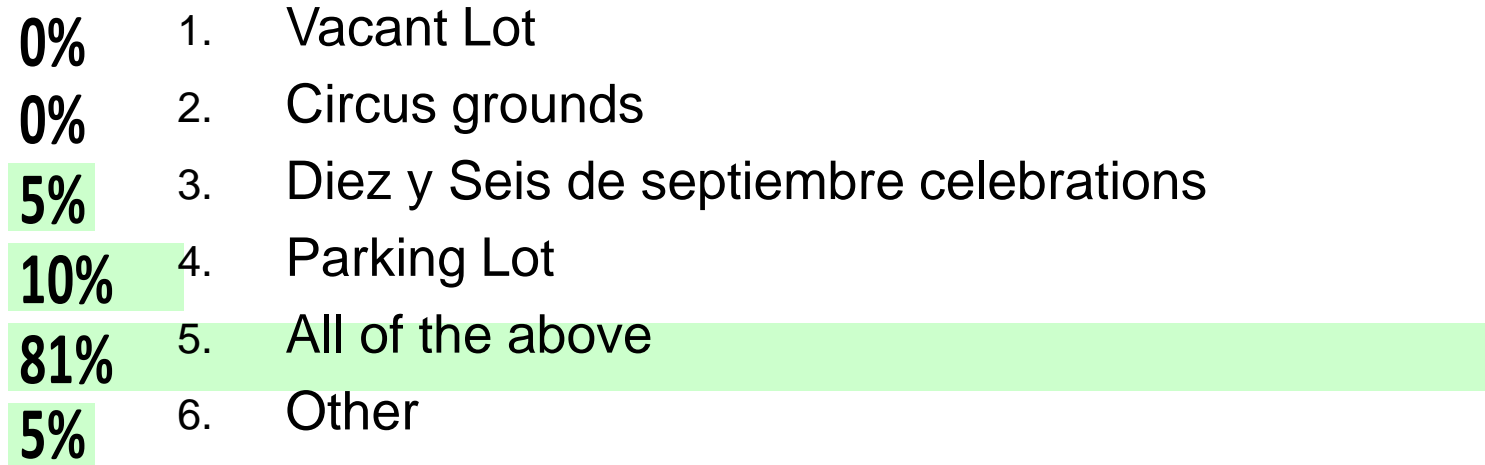 0% 1. Vacant Lot
0% 2. Circus grounds
5% 3. Diez y Seis de septiembre celebrations
10% 4. Parking Lot
81% 5. All of the above
5% 6. Other